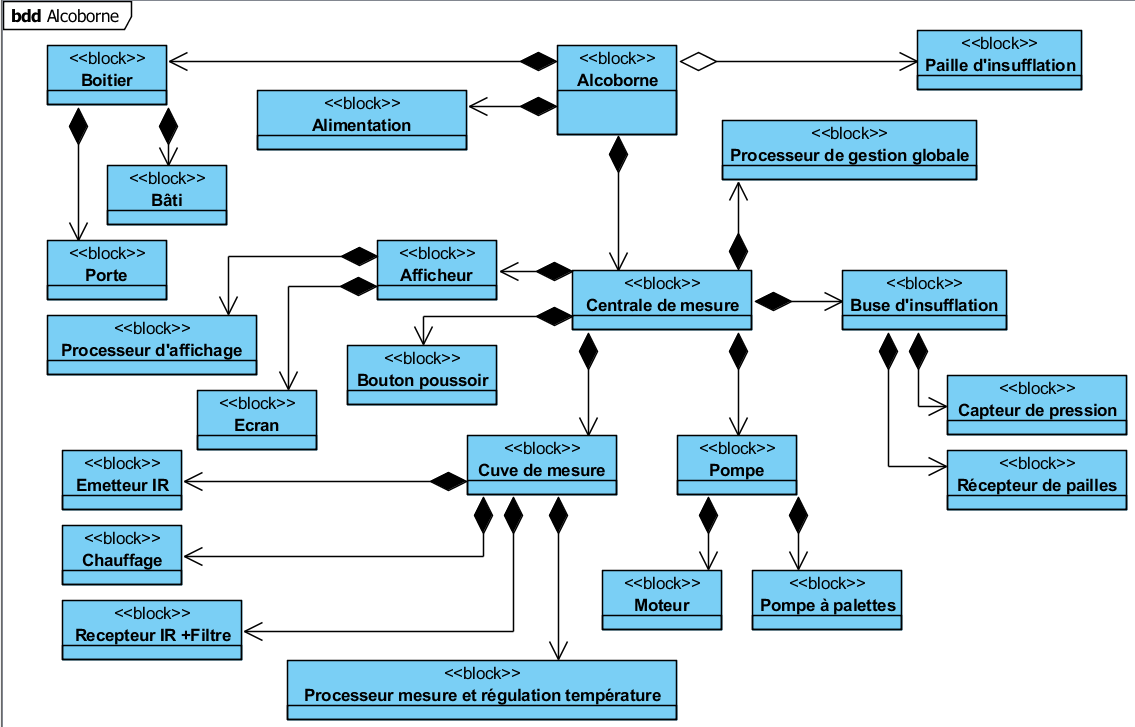 bdd Alcoborne
<<block>>
Boitier
<<block>>
Alcoborne
<<block>>
Paille d'insufflation
<<block>>
Alimentation
<<block>>
Processeur de gestion globale
<<block>>
Bâti
<<block>>
Porte
<<block>>
Afficheur
<<block>>
Centrale de mesure
<<block>>
Buse d'insufflation
<<block>>
Processeur d'affichage
<<block>>
Bouton poussoir
<<block>>
Ecran
<<block>>
Capteur de pression
<<block>>
Récepteur de pailles
<<block>>
Cuve de mesure
<<block>>
Pompe
<<block>>
Emetteur IR
<<block>>
Chauffage
<<block>>
Recepteur IR +Filtre
<<block>>
Moteur
<<block>>
Pompe à palettes
<<block>>
Processeur mesure et régulation température